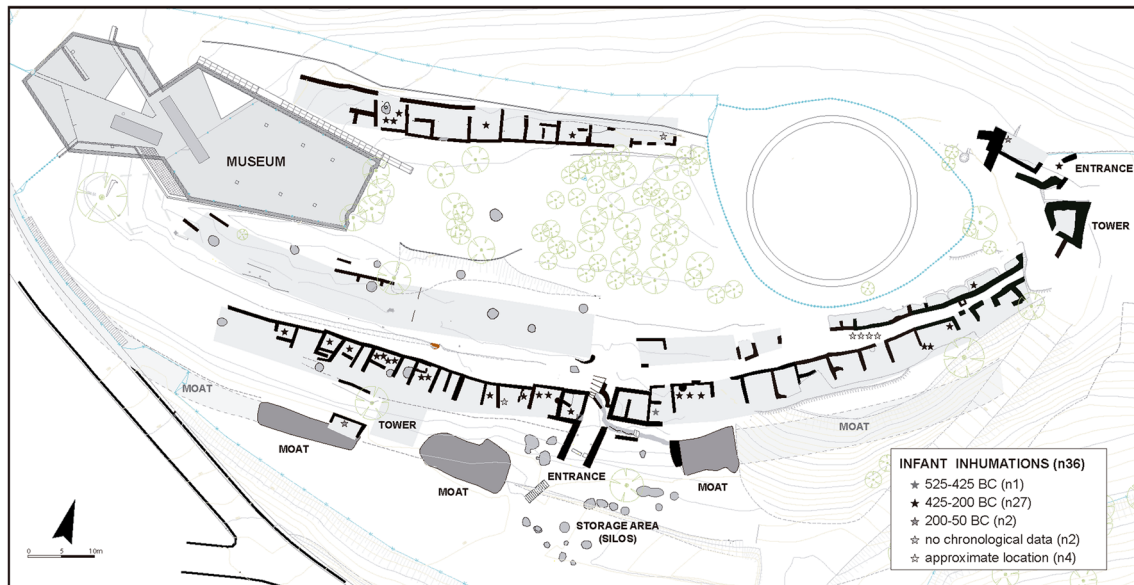 MUSEUM
ENTRANCE
TOWER
MOAT
MOAT
TOWER
MOAT
MOAT
ENTRANCE
MOAT
STORAGE AREA
(SILOS)
0 5 10m
INFANT INHUMATIONS (n36)
525-425 BC (n1)
425-200 BC (n27)
200-50 BC (n2)
no chronological data (n2)
approximate location (n4)